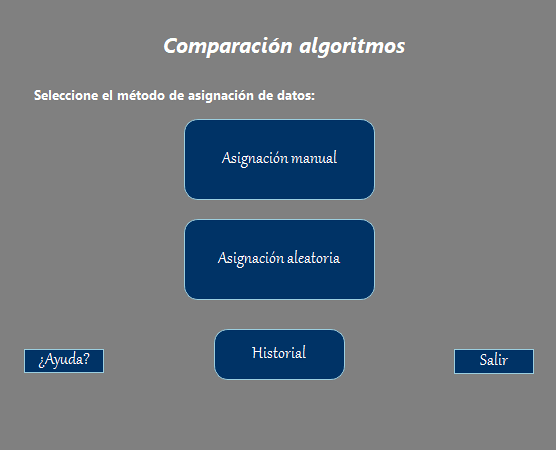 Comparación algoritmos
Seleccione el método de asignación de datos:
Asignación manual
Asignación aleatoria
Historial
¿Ayuda?
Salir